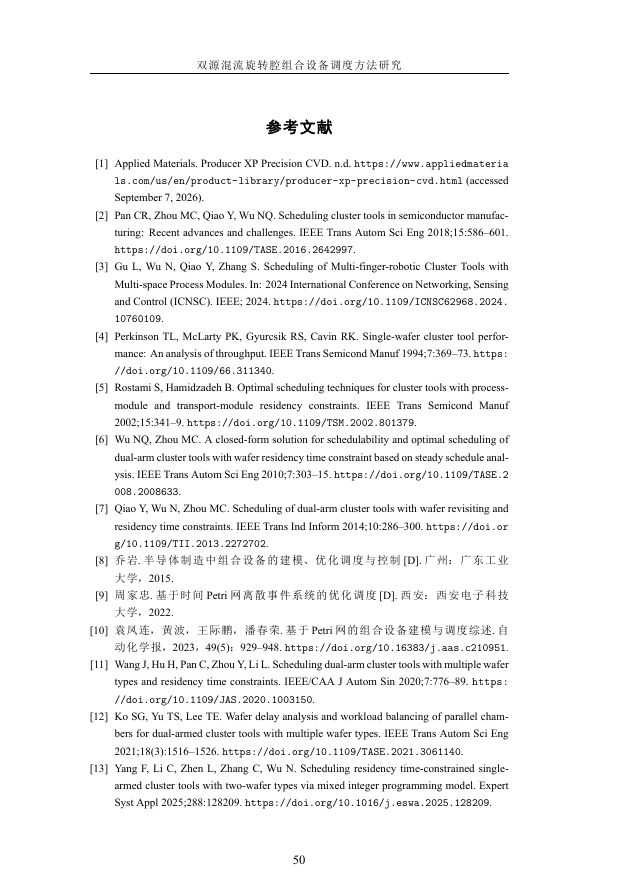 双源混流旋转腔组合设备调度方法研究
参考文献
[1] Applied Materials. Producer XP Precision CVD. n.d. https://www.appliedmateria
ls.com/us/en/product-library/producer-xp-precision-cvd.html (accessed
September 7, 2026).
[2] Pan CR, Zhou MC, Qiao Y, Wu NQ. Scheduling cluster tools in semiconductor manufac-
turing: Recent advances and challenges. IEEE Trans Autom Sci Eng 2018;15:586–601.
https://doi.org/10.1109/TASE.2016.2642997.
[3] Gu L, Wu N, Qiao Y, Zhang S. Scheduling of Multi-finger-robotic Cluster Tools with
Multi-space Process Modules. In: 2024 International Conference on Networking, Sensing
and Control (ICNSC). IEEE; 2024. https://doi.org/10.1109/ICNSC62968.2024.
10760109.
[4] Perkinson TL, McLarty PK, Gyurcsik RS, Cavin RK. Single-wafer cluster tool perfor-
mance: An analysis of throughput. IEEE Trans Semicond Manuf 1994;7:369–73. https:
//doi.org/10.1109/66.311340.
[5] Rostami S, Hamidzadeh B. Optimal scheduling techniques for cluster tools with process-
module and transport-module residency constraints. IEEE Trans Semicond Manuf
2002;15:341–9. https://doi.org/10.1109/TSM.2002.801379.
[6] Wu NQ, Zhou MC. A closed-form solution for schedulability and optimal scheduling of
dual-arm cluster tools with wafer residency time constraint based on steady schedule anal-
ysis. IEEE Trans Autom Sci Eng 2010;7:303–15. https://doi.org/10.1109/TASE.2
008.2008633.
[7] Qiao Y, Wu N, Zhou MC. Scheduling of dual-arm cluster tools with wafer revisiting and
residency time constraints. IEEE Trans Ind Inform 2014;10:286–300. https://doi.or
g/10.1109/TII.2013.2272702.
[8] 乔岩. 半导体制造中组合设备的建模、优化调度与控制 [D]. 广州：广东工业
大学，2015.
[9] 周家忠. 基于时间 Petri 网离散事件系统的优化调度 [D]. 西安：西安电子科技
大学，2022.
[10] 袁凤连，黄波，王际鹏，潘春荣. 基于 Petri 网的组合设备建模与调度综述. 自
动化学报，2023，49(5)：929–948. https://doi.org/10.16383/j.aas.c210951.
[11] Wang J, Hu H, Pan C, Zhou Y, Li L. Scheduling dual-arm cluster tools with multiple wafer
types and residency time constraints. IEEE/CAA J Autom Sin 2020;7:776–89. https:
//doi.org/10.1109/JAS.2020.1003150.
[12] Ko SG, Yu TS, Lee TE. Wafer delay analysis and workload balancing of parallel cham-
bers for dual-armed cluster tools with multiple wafer types. IEEE Trans Autom Sci Eng
2021;18(3):1516–1526. https://doi.org/10.1109/TASE.2021.3061140.
[13] Yang F, Li C, Zhen L, Zhang C, Wu N. Scheduling residency time-constrained single-
armed cluster tools with two-wafer types via mixed integer programming model. Expert
Syst Appl 2025;288:128209. https://doi.org/10.1016/j.eswa.2025.128209.
50